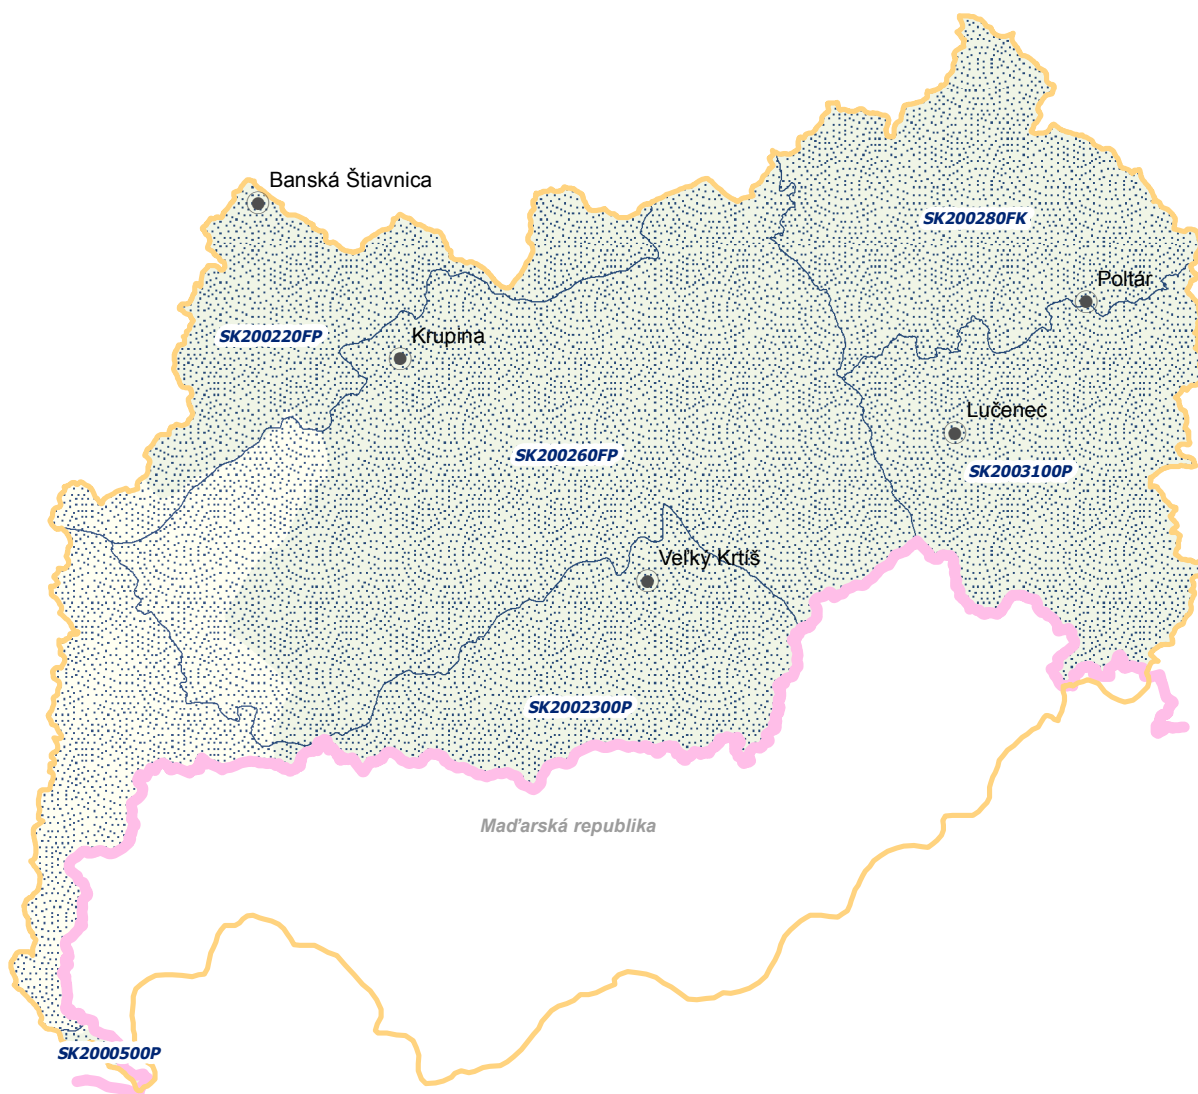 Banská Štiavnica
SK200280FK
Poltár
SK200220FP
Krupina
Lučenec
SK200260FP
SK2003100P
Veľký Krtíš
SK2002300P
Maďarská republika
SK2000500P